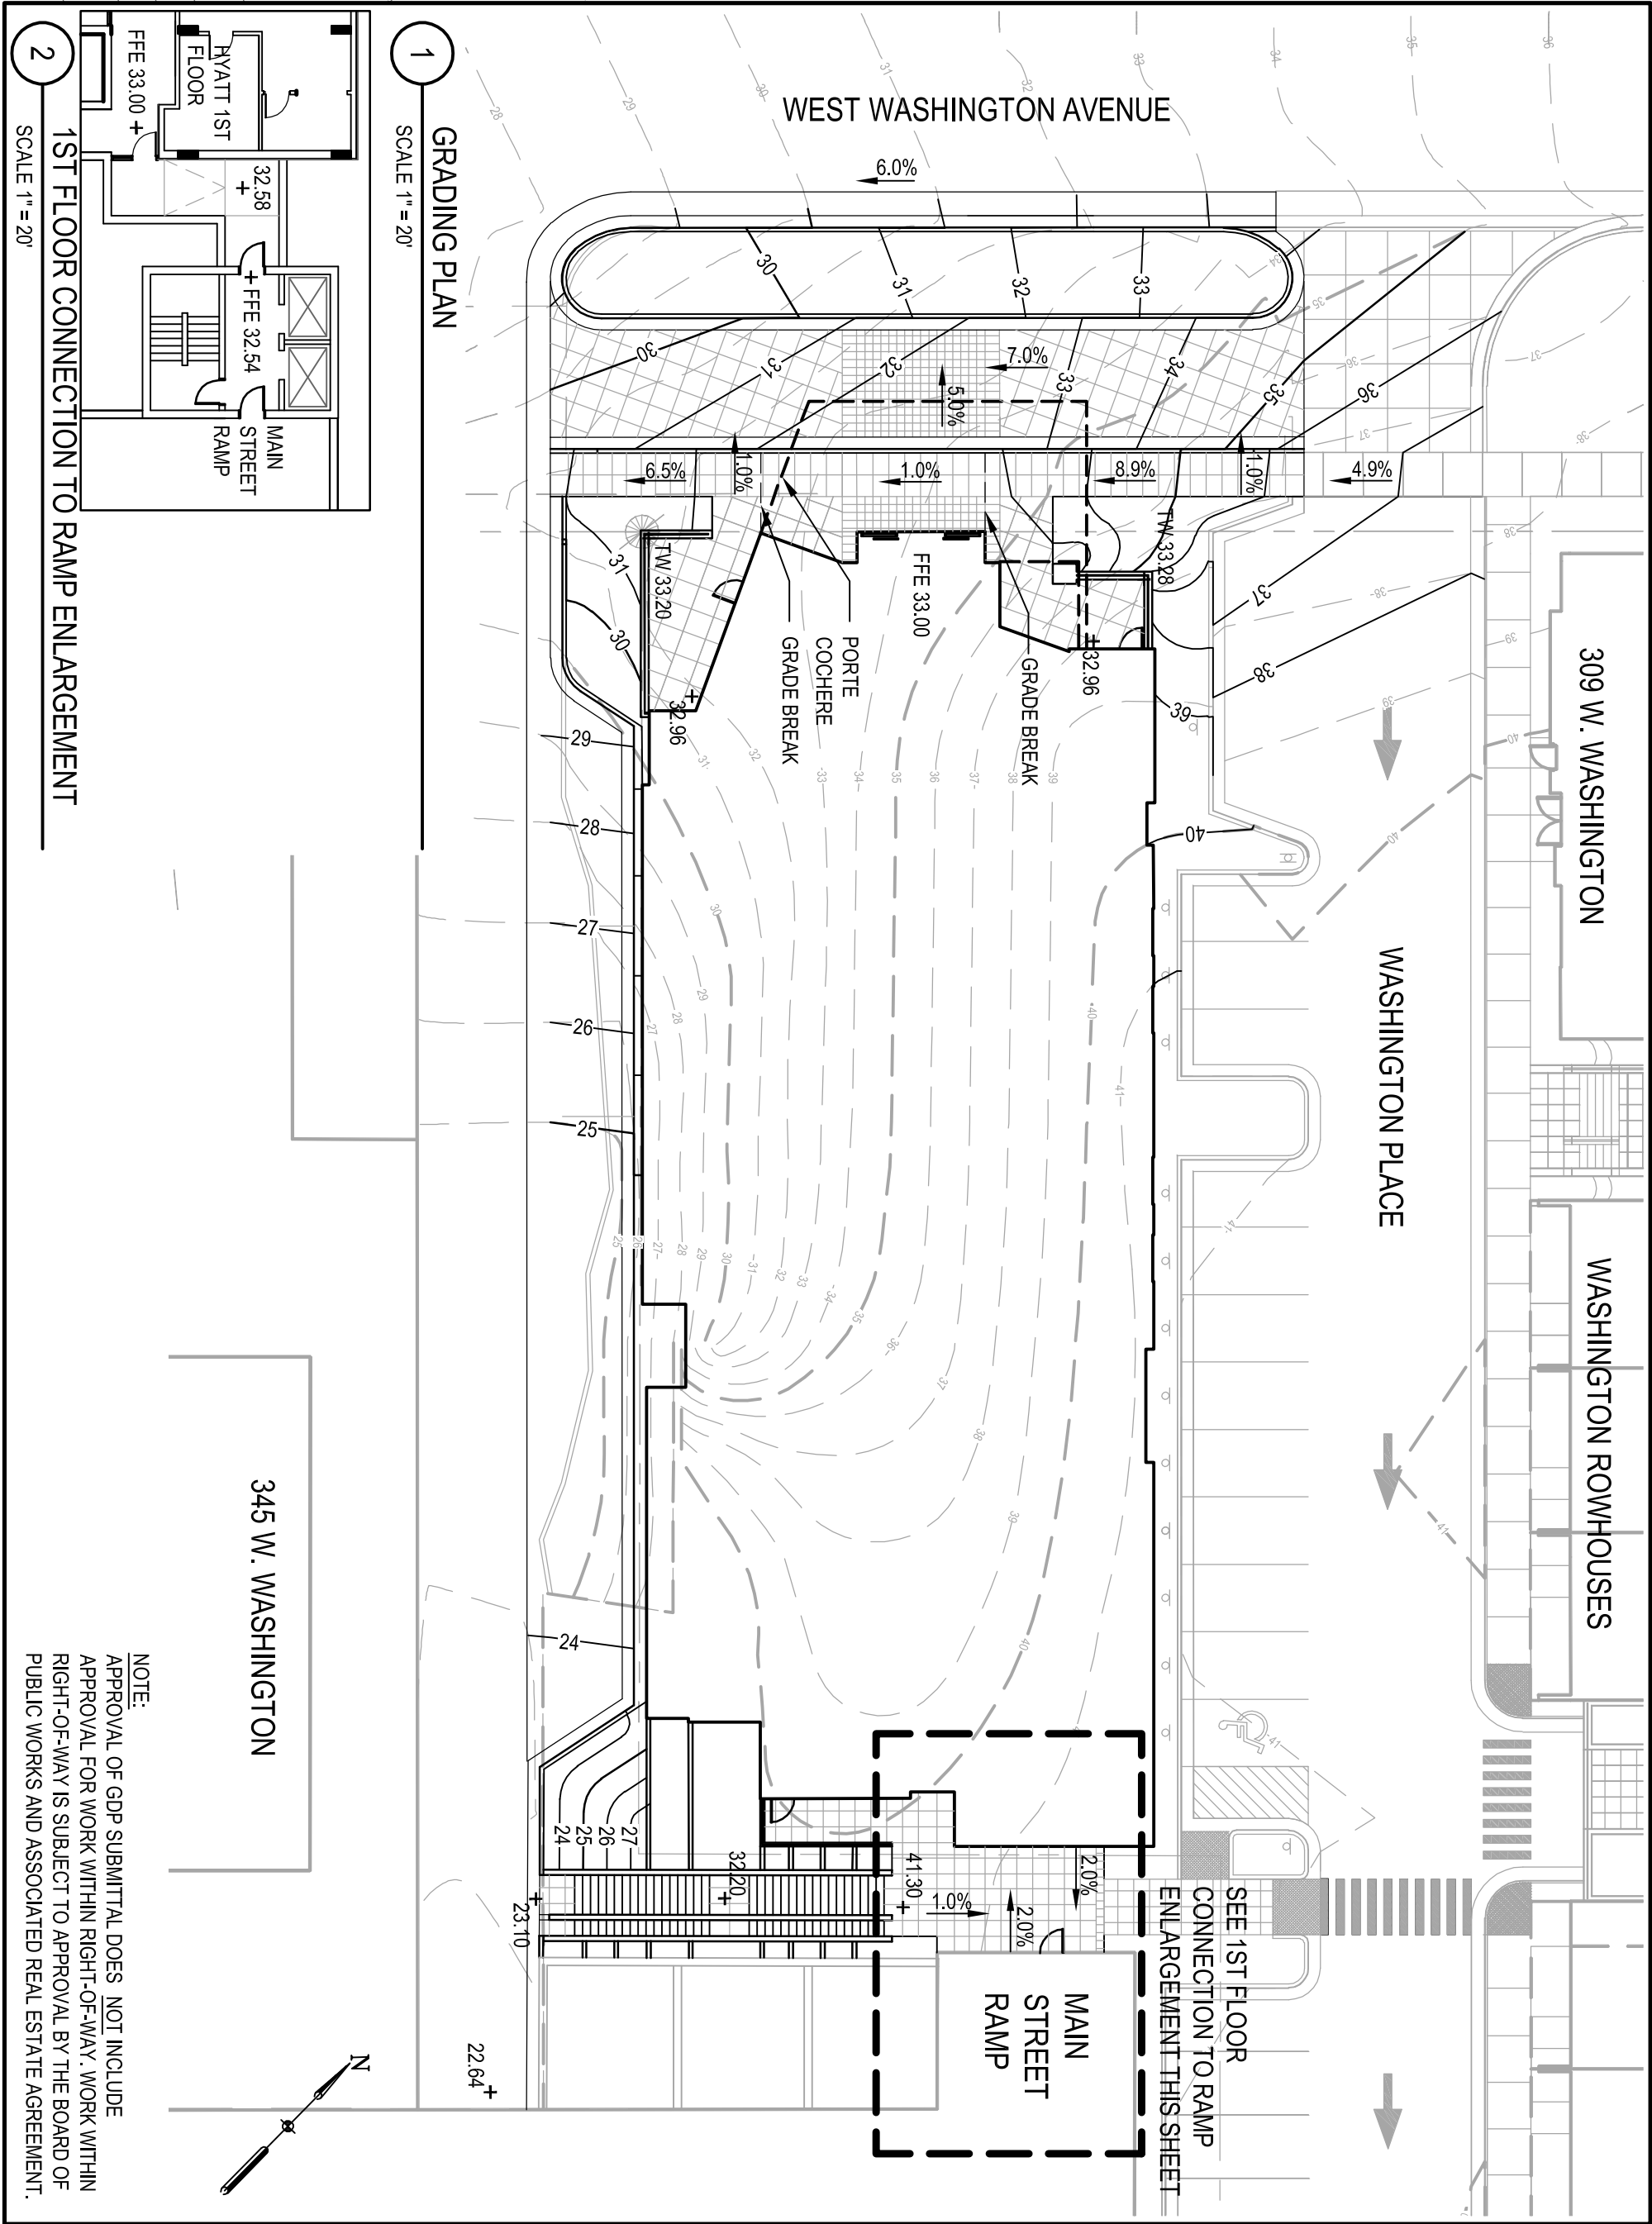 WEST WASHINGTON AVENUE
309 W. WASHINGTON
WASHINGTON PLACE
WASHINGTON ROWHOUSES
345 W. WASHINGTON
6.0%
7.0%
5.0%
1.0%
6.5%
1.0%
8.9%
1.0%
4.9%
30
31
32
33
30
31
32
33
34
35
36
37
38
39
40
31
30
29
28
27
26
25
24
TW 33.20
TW 33.28
FFE 33.00
32.96
32.96
PORTE
COCHERE
GRADE BREAK
GRADE BREAK
24
25
26
27
32.20
23.10
22.64
41.30
1.0%
2.0%
2.0%
MAIN
STREET
RAMP
SEE 1ST FLOOR
CONNECTION TO RAMP
ENLARGEMENT THIS SHEET
N
1
GRADING PLAN
SCALE 1" = 20'
HYATT 1ST
FLOOR
FFE 33.00
32.58
FFE 32.54
MAIN
STREET
RAMP
2
1ST FLOOR CONNECTION TO RAMP ENLARGEMENT
SCALE 1" = 20'
NOTE:
APPROVAL OF GDP SUBMITTAL DOES NOT INCLUDE
APPROVAL FOR WORK WITHIN RIGHT-OF-WAY. WORK WITHIN
RIGHT-OF-WAY IS SUBJECT TO APPROVAL BY THE BOARD OF
PUBLIC WORKS AND ASSOCIATED REAL ESTATE AGREEMENT.